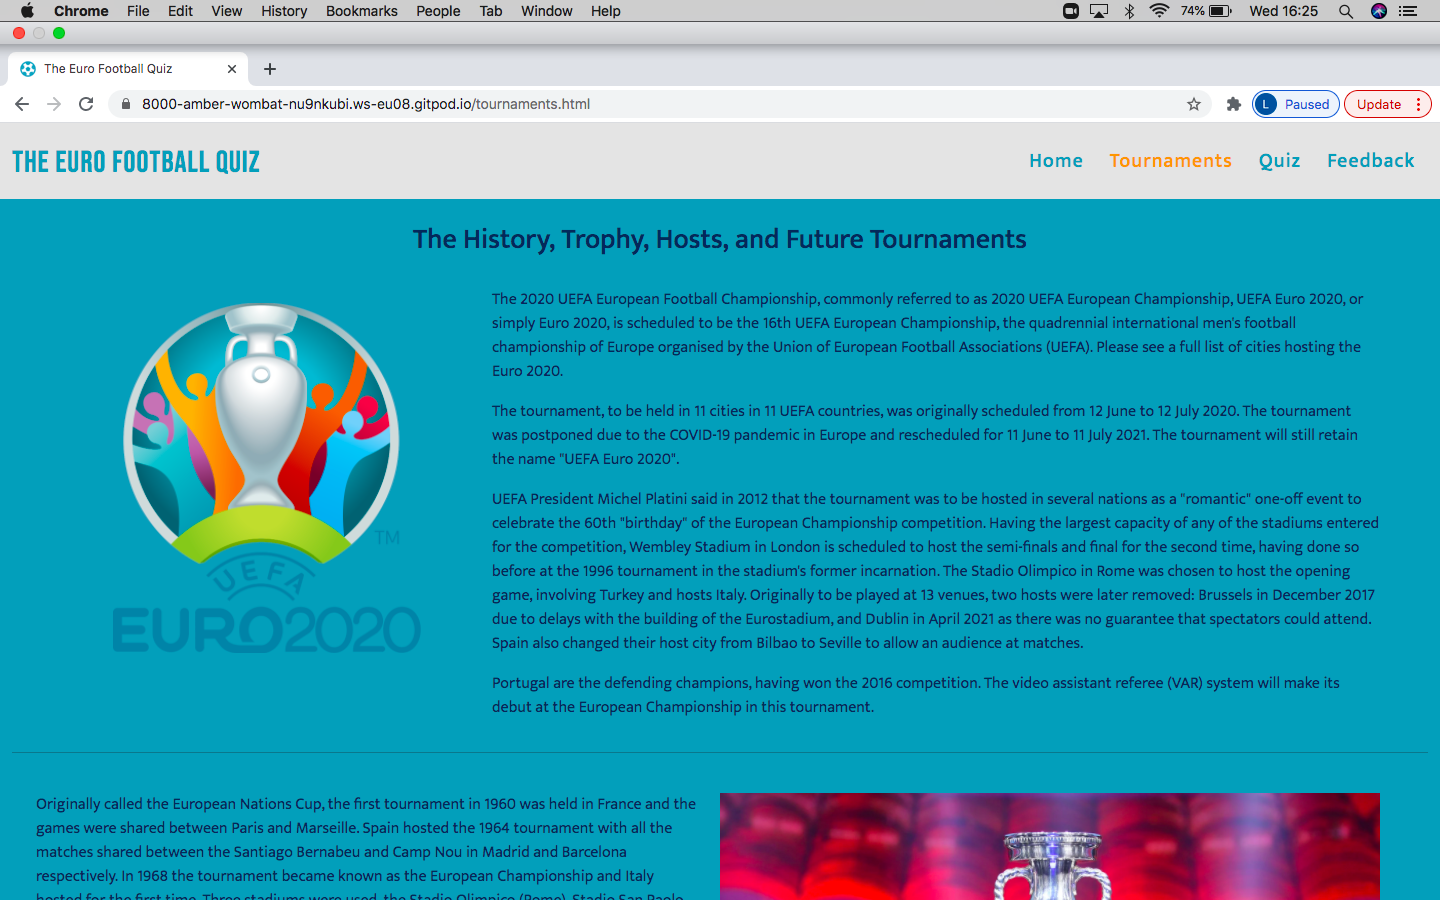 Chrome File Edit View History Bookmarks People Tab Window Help 74% Wed 16:25
The Euro Football Quiz
8000-amber-wombat-nu9nkubi.ws-eu08.gitpod.io/tournaments.html L Paused Update
THE EURO FOOTBALL QUIZ Home Tournaments Quiz Feedback
The History, Trophy, Hosts, and Future Tournaments
TM
UEFA
EURO2020
The 2020 UEFA European Football Championship, commonly referred to as 2020 UEFA European Championship, UEFA Euro 2020, or
simply Euro 2020, is scheduled to be the 16th UEFA European Championship, the quadrennial international men's football
championship of Europe organised by the Union of European Football Associations (UEFA). Please see a full list of cities hosting the
Euro 2020.
The tournament, to be held in 11 cities in 11 UEFA countries, was originally scheduled from 12 June to 12 July 2020. The tournament
was postponed due to the COVID-19 pandemic in Europe and rescheduled for 11 June to 11 July 2021. The tournament will still retain
the name "UEFA Euro 2020".
UEFA President Michel Platini said in 2012 that the tournament was to be hosted in several nations as a "romantic" one-off event to
celebrate the 60th "birthday" of the European Championship competition. Having the largest capacity of any of the stadiums entered
for the competition, Wembley Stadium in London is scheduled to host the semi-finals and final for the second time, having done so
before at the 1996 tournament in the stadium's former incarnation. The Stadio Olimpico in Rome was chosen to host the opening
game, involving Turkey and hosts Italy. Originally to be played at 13 venues, two hosts were later removed: Brussels in December 2017
due to delays with the building of the Eurostadium, and Dublin in April 2021 as there was no guarantee that spectators could attend.
Spain also changed their host city from Bilbao to Seville to allow an audience at matches.
Portugal are the defending champions, having won the 2016 competition. The video assistant referee (VAR) system will make its
debut at the European Championship in this tournament.
Originally called the European Nations Cup, the first tournament in 1960 was held in France and the
games were shared between Paris and Marseille. Spain hosted the 1964 tournament with all the
matches shared between the Santiago Bernabeu and Camp Nou in Madrid and Barcelona
respectively. In 1968 the tournament became known as the European Championship and Italy
hosted for the first time. Three stadiums were used, the Stadio Olimpico (Rome), Stadio San Paolo